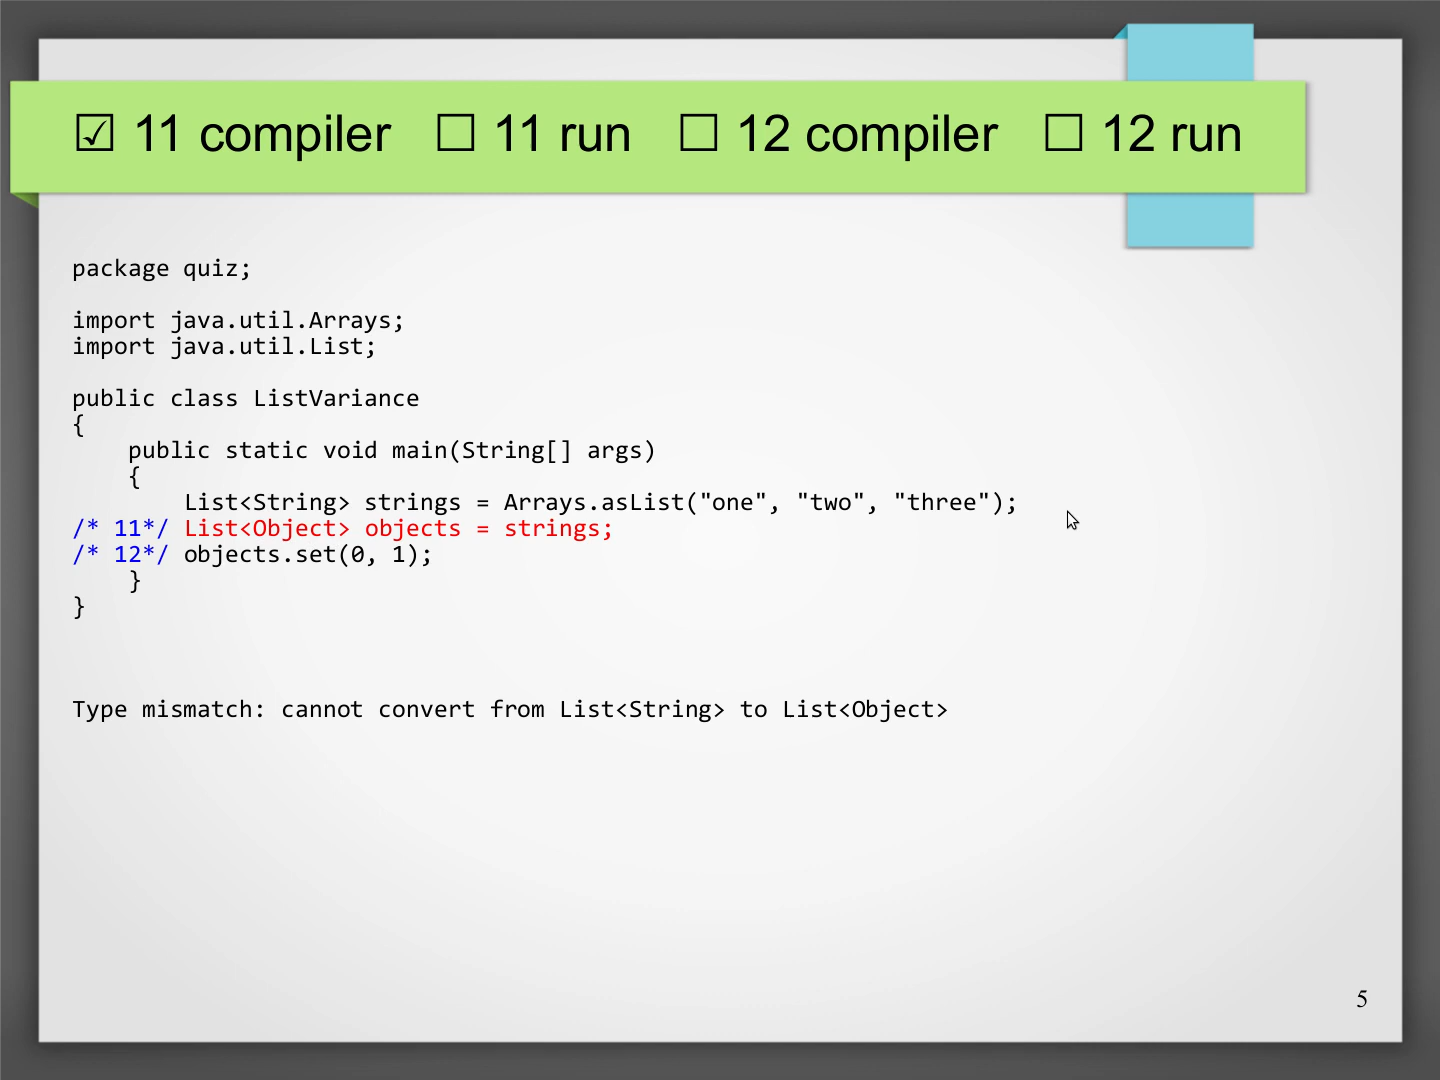 ☑ 11 compiler ☐ 11 run ☐ 12 compiler ☐ 12 run
package quiz;
import java.util.Arrays;
import java.util.List;
public class ListVariance
{
    public static void main(String[] args)
    {
        List<String> strings = Arrays.asList("one", "two", "three");
/* 11*/ List<Object> objects = strings;
/* 12*/ objects.set(0, 1);
    }
}
Type mismatch: cannot convert from List<String> to List<Object>
5